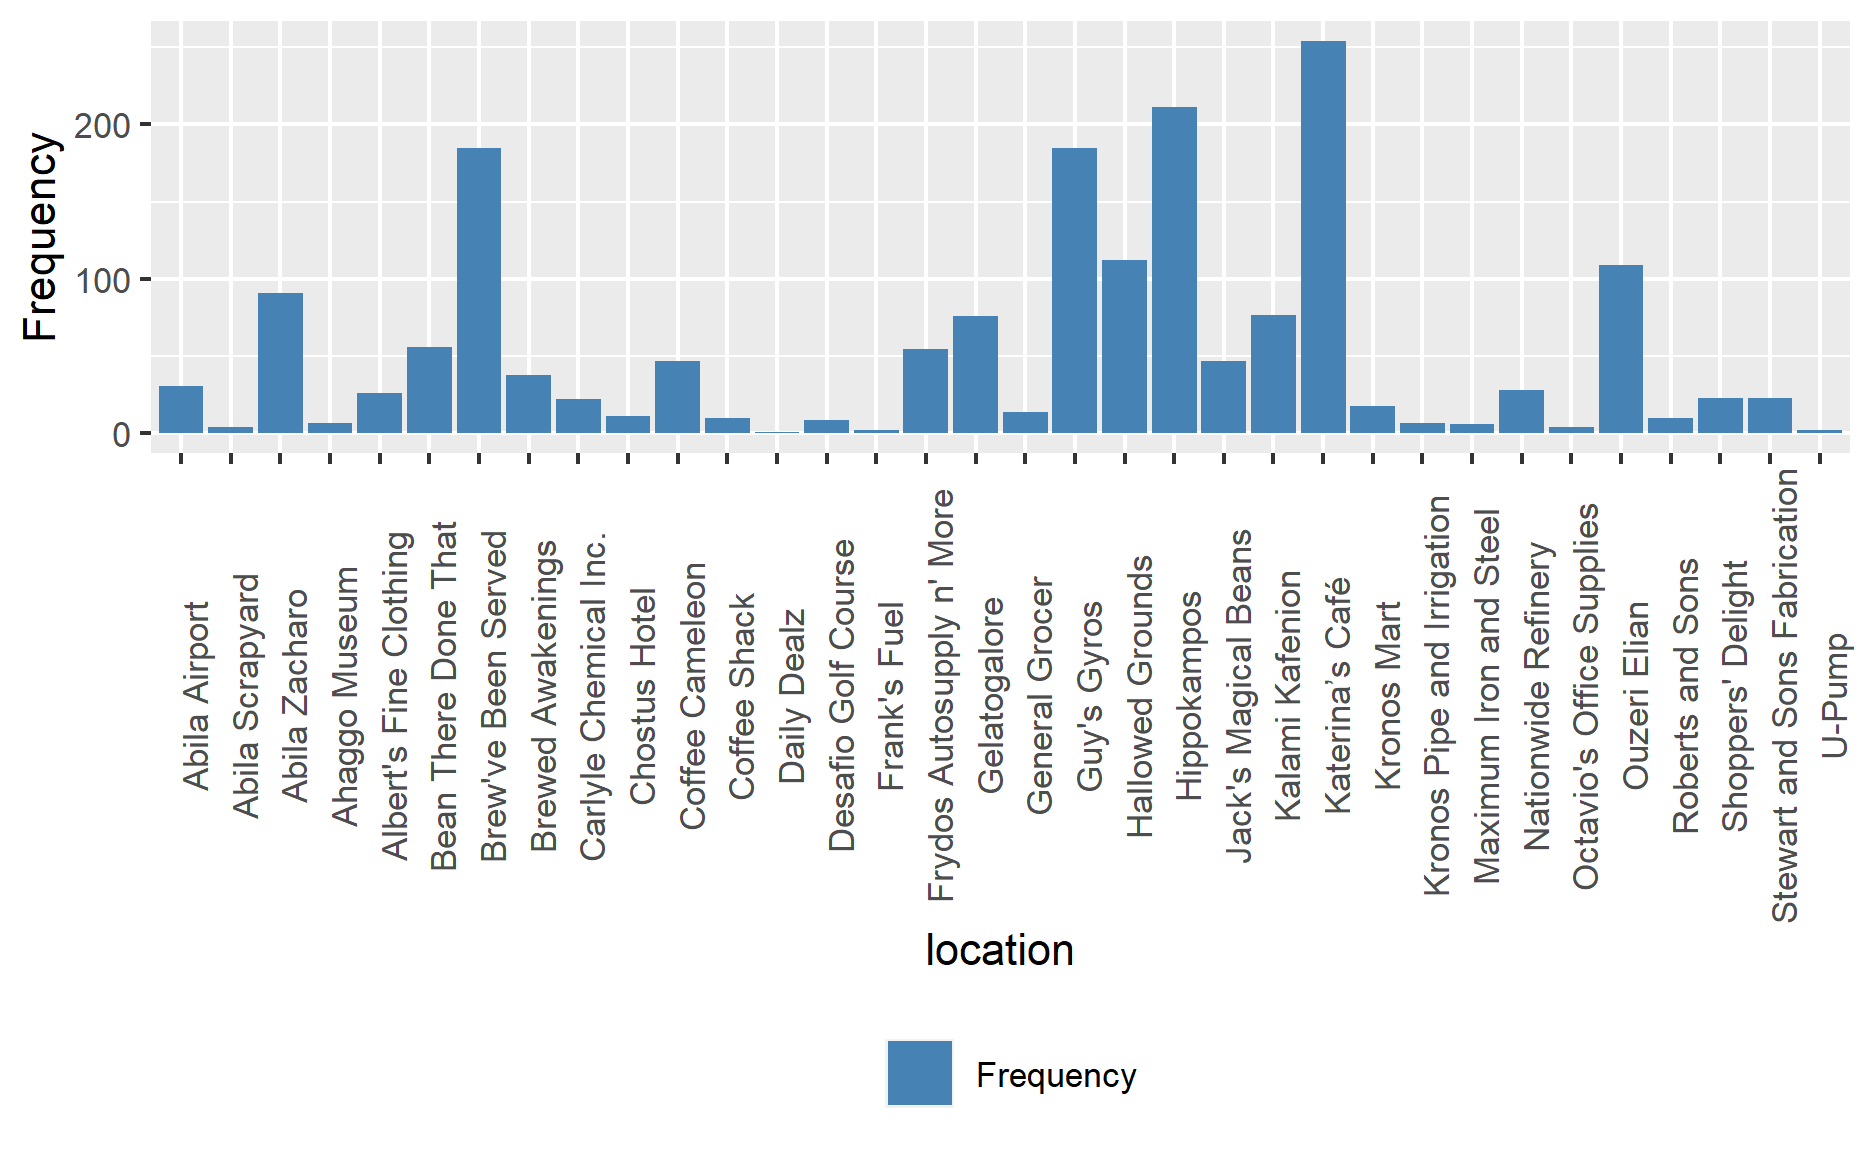 Frequency
200
100
0
Abila Airport
Abila Scrapyard
Abila Zacharo
Ahaggo Museum
Albert's Fine Clothing
Bean There Done That
Brew've Been Served
Brewed Awakenings
Carlyle Chemical Inc.
Chostus Hotel
Coffee Cameleon
Coffee Shack
Daily Dealz
Desafio Golf Course
Frank's Fuel
Frydos Autosupply n' More
Gelatogalore
General Grocer
Guy's Gyros
Hallowed Grounds
Hippokampos
Jack's Magical Beans
Kalami Kafenion
Katerina’s Café
Kronos Mart
Kronos Pipe and Irrigation
Maximum Iron and Steel
Nationwide Refinery
Octavio's Office Supplies
Ouzeri Elian
Roberts and Sons
Shoppers' Delight
Stewart and Sons Fabrication
U-Pump
location
Frequency